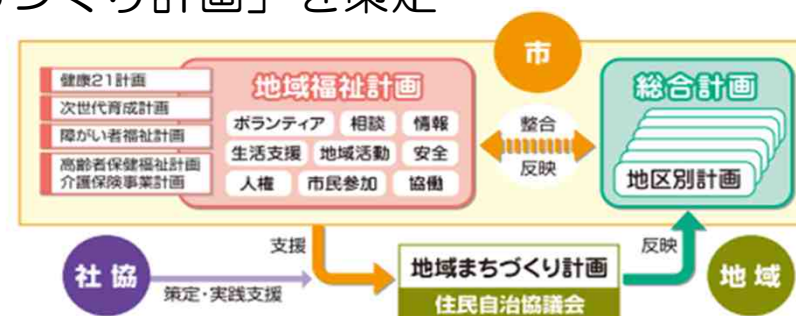 づくり計画」を策定
市
健康21計画
次世代育成計画
障がい者福祉計画
高齢者保健福祉計画
介護保険事業計画
地域福祉計画
ボランティア 相談 情報
生活支援 地域活動 安全
人権 市民参加 協働
整合
反映
総合計画
地区別計画
社協
支援
策定・実践支援
地域まちづくり計画
住民自治協議会
反映
地域